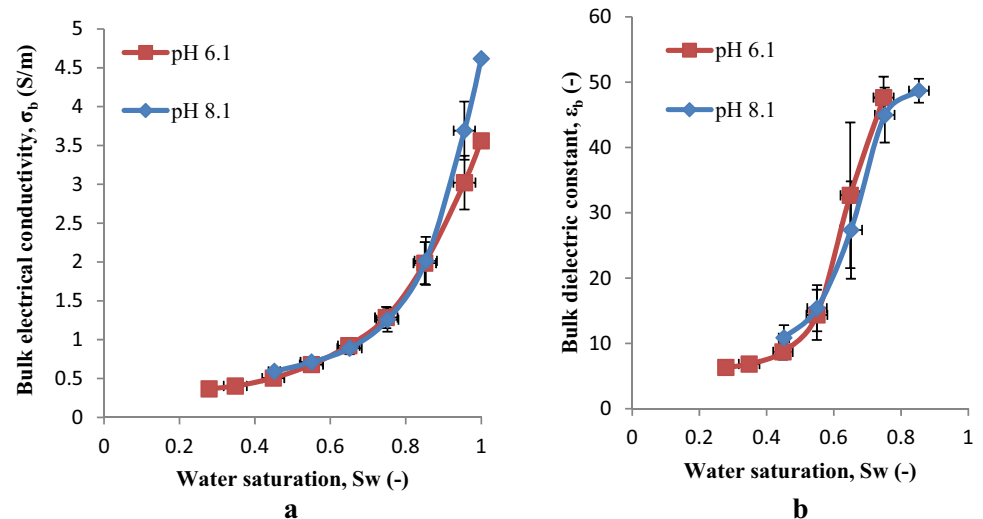 Bulk electrical conductivity, σb (S/m)
5
4.5
4
3.5
3
2.5
2
1.5
1
0.5
0
pH 6.1
pH 8.1
0 0.2 0.4 0.6 0.8 1
Water saturation, Sw (-)
a
Bulk dielectric constant, εb (-)
60
50
40
30
20
10
0
pH 6.1
pH 8.1
0 0.2 0.4 0.6 0.8 1
Water saturation, Sw (-)
b